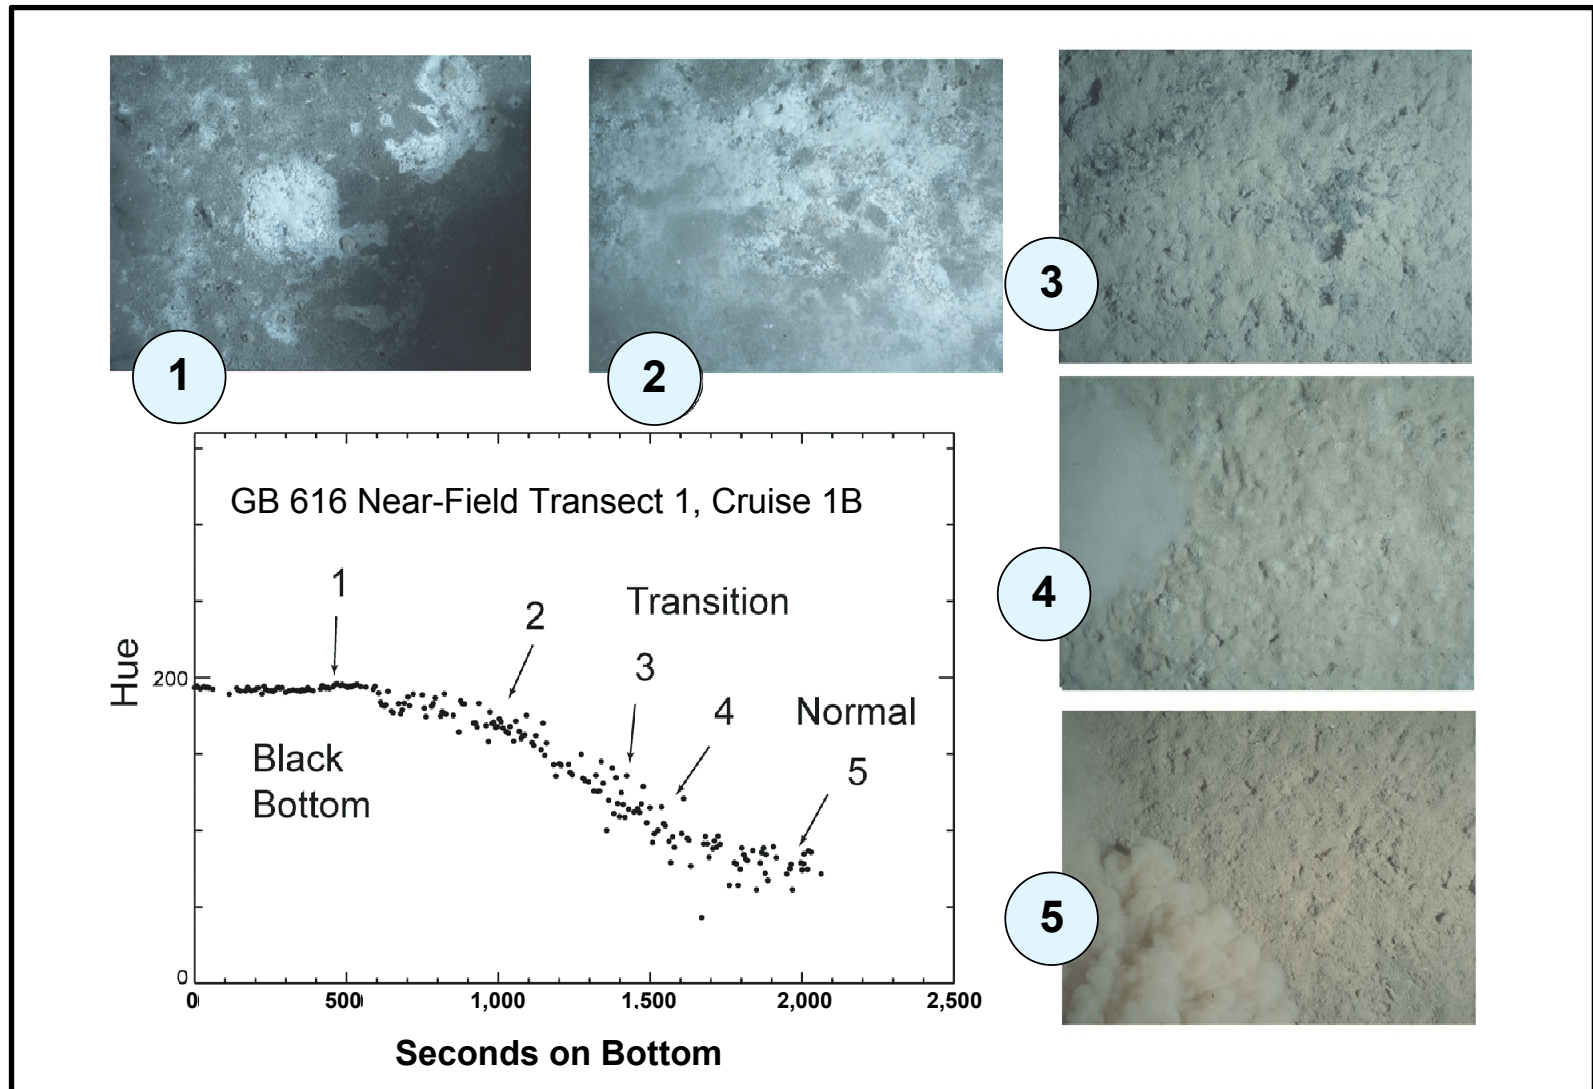 1
2
3
4
5
GB 616 Near-Field Transect 1, Cruise 1B
1
2
Transition
3
4
Normal
5
Black
Bottom
Hue
200
0
0
500
1,000
1,500
2,000
2,500
Seconds on Bottom